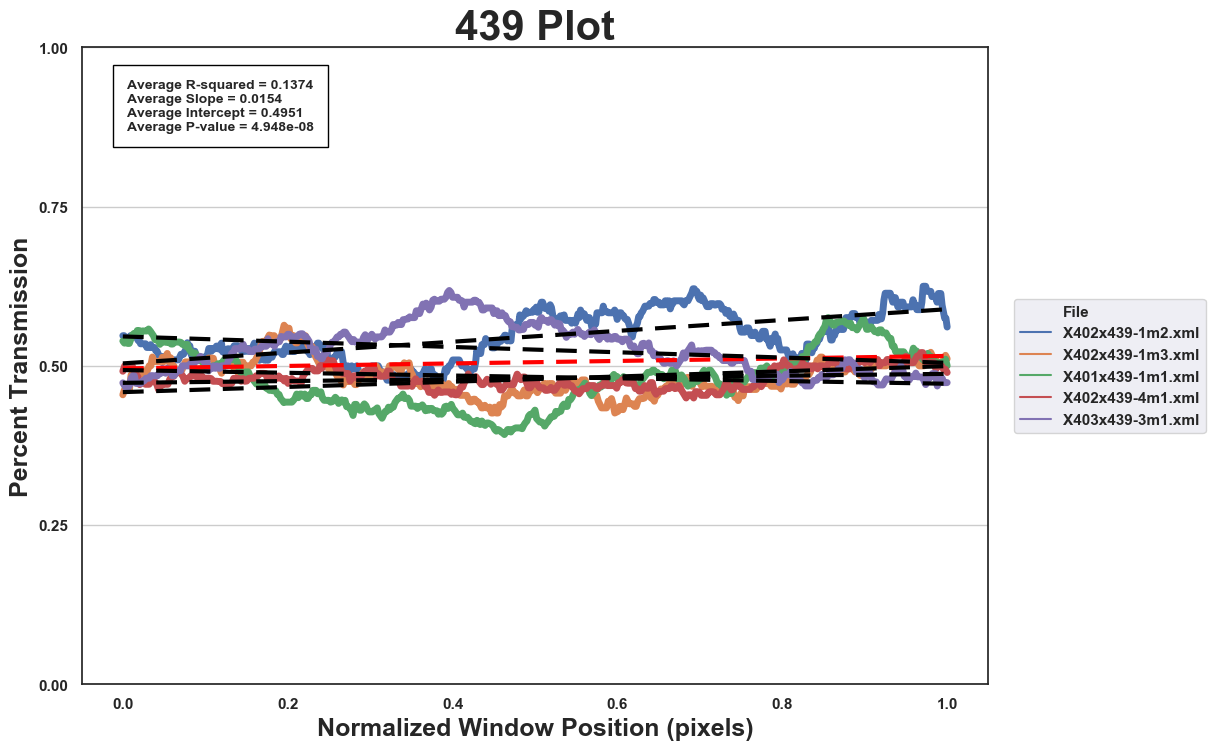 439 Plot
1.00
Average R-squared = 0.1374
Average Slope = 0.0154
Average Intercept = 0.4951
Average P-value = 4.948e-08
0.75
Percent Transmission
0.50
0.25
0.00
0.0 0.2 0.4 0.6 0.8 1.0
Normalized Window Position (pixels)
File
X402x439-1m2.xml
X402x439-1m3.xml
X401x439-1m1.xml
X402x439-4m1.xml
X403x439-3m1.xml